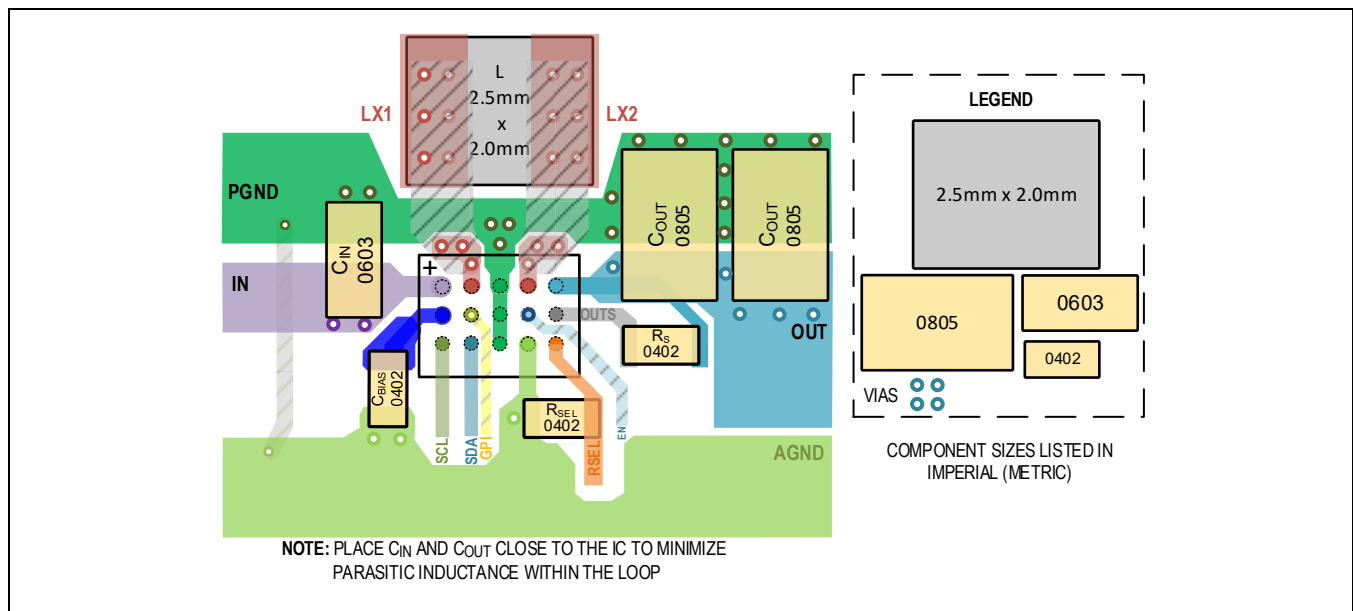 L
2.5mm
x
2.0mm
LX1
LX2
PGND
CIN
0603
COUT
0805
COUT
0805
IN
+
OUTS
RS
0402
OUT
CBIAS
0402
RSEL
0402
SCL
SDA
GPI
RSEL
EN
AGND
NOTE: PLACE CIN AND COUT CLOSE TO THE IC TO MINIMIZE
PARASITIC INDUCTANCE WITHIN THE LOOP
LEGEND
2.5mm x 2.0mm
0805
0603
0402
VIAS
COMPONENT SIZES LISTED IN
IMPERIAL (METRIC)